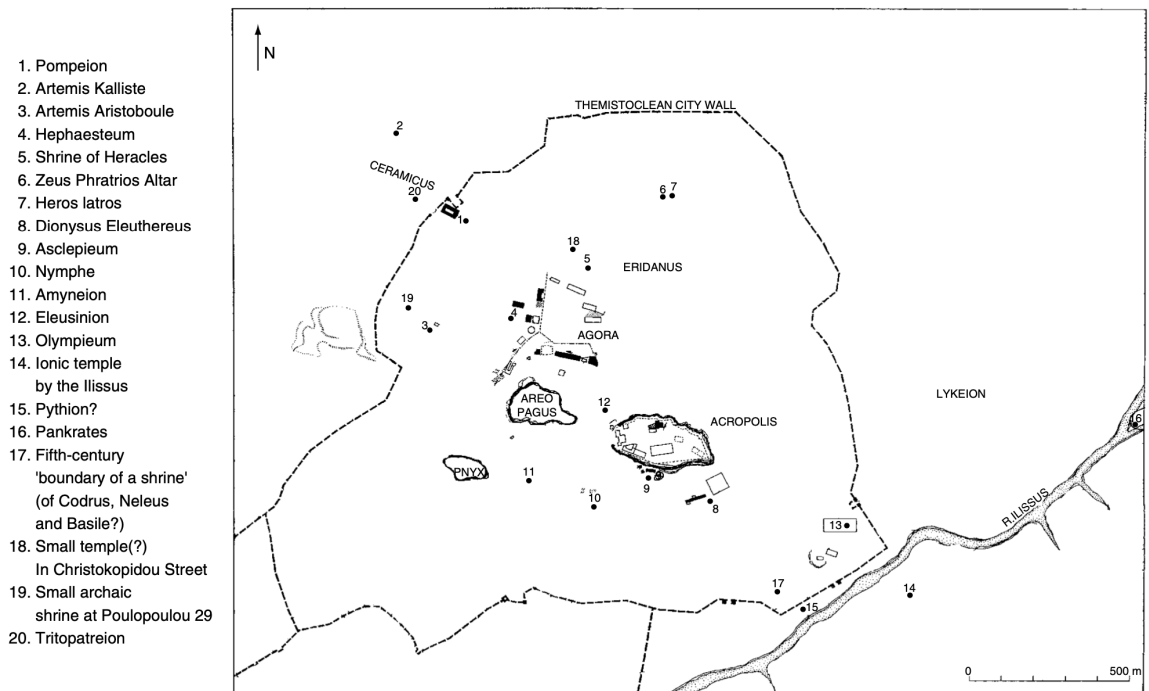 1. Pompeion
2. Artemis Kalliste
3. Artemis Aristoboule
4. Hephaesteum
5. Shrine of Heracles
6. Zeus Phratrios Altar
7. Heros Iatros
8. Dionysus Eleuthereus
9. Asclepieum
10. Nymphe
11. Amyneion
12. Eleusinion
13. Olympieum
14. Ionic temple
by the Ilissus
15. Pythion?
16. Pankrates
17. Fifth-century
'boundary of a shrine'
(of Codrus, Neleus
and Basile?)
18. Small temple(?)
In Christokopidou Street
19. Small archaic
shrine at Poulopoulou 29
20. Tritopatreion
N
THEMISTOCLEAN CITY WALL
2
CERAMICUS
20
1
6 7
18
5
ERIDANUS
19
3
4
AGORA
AREO
PAGUS
12
ACROPOLIS
LYKEION
PNYX
11
10
9
8
13
R.ILISSUS
17
15
14
0 500 m